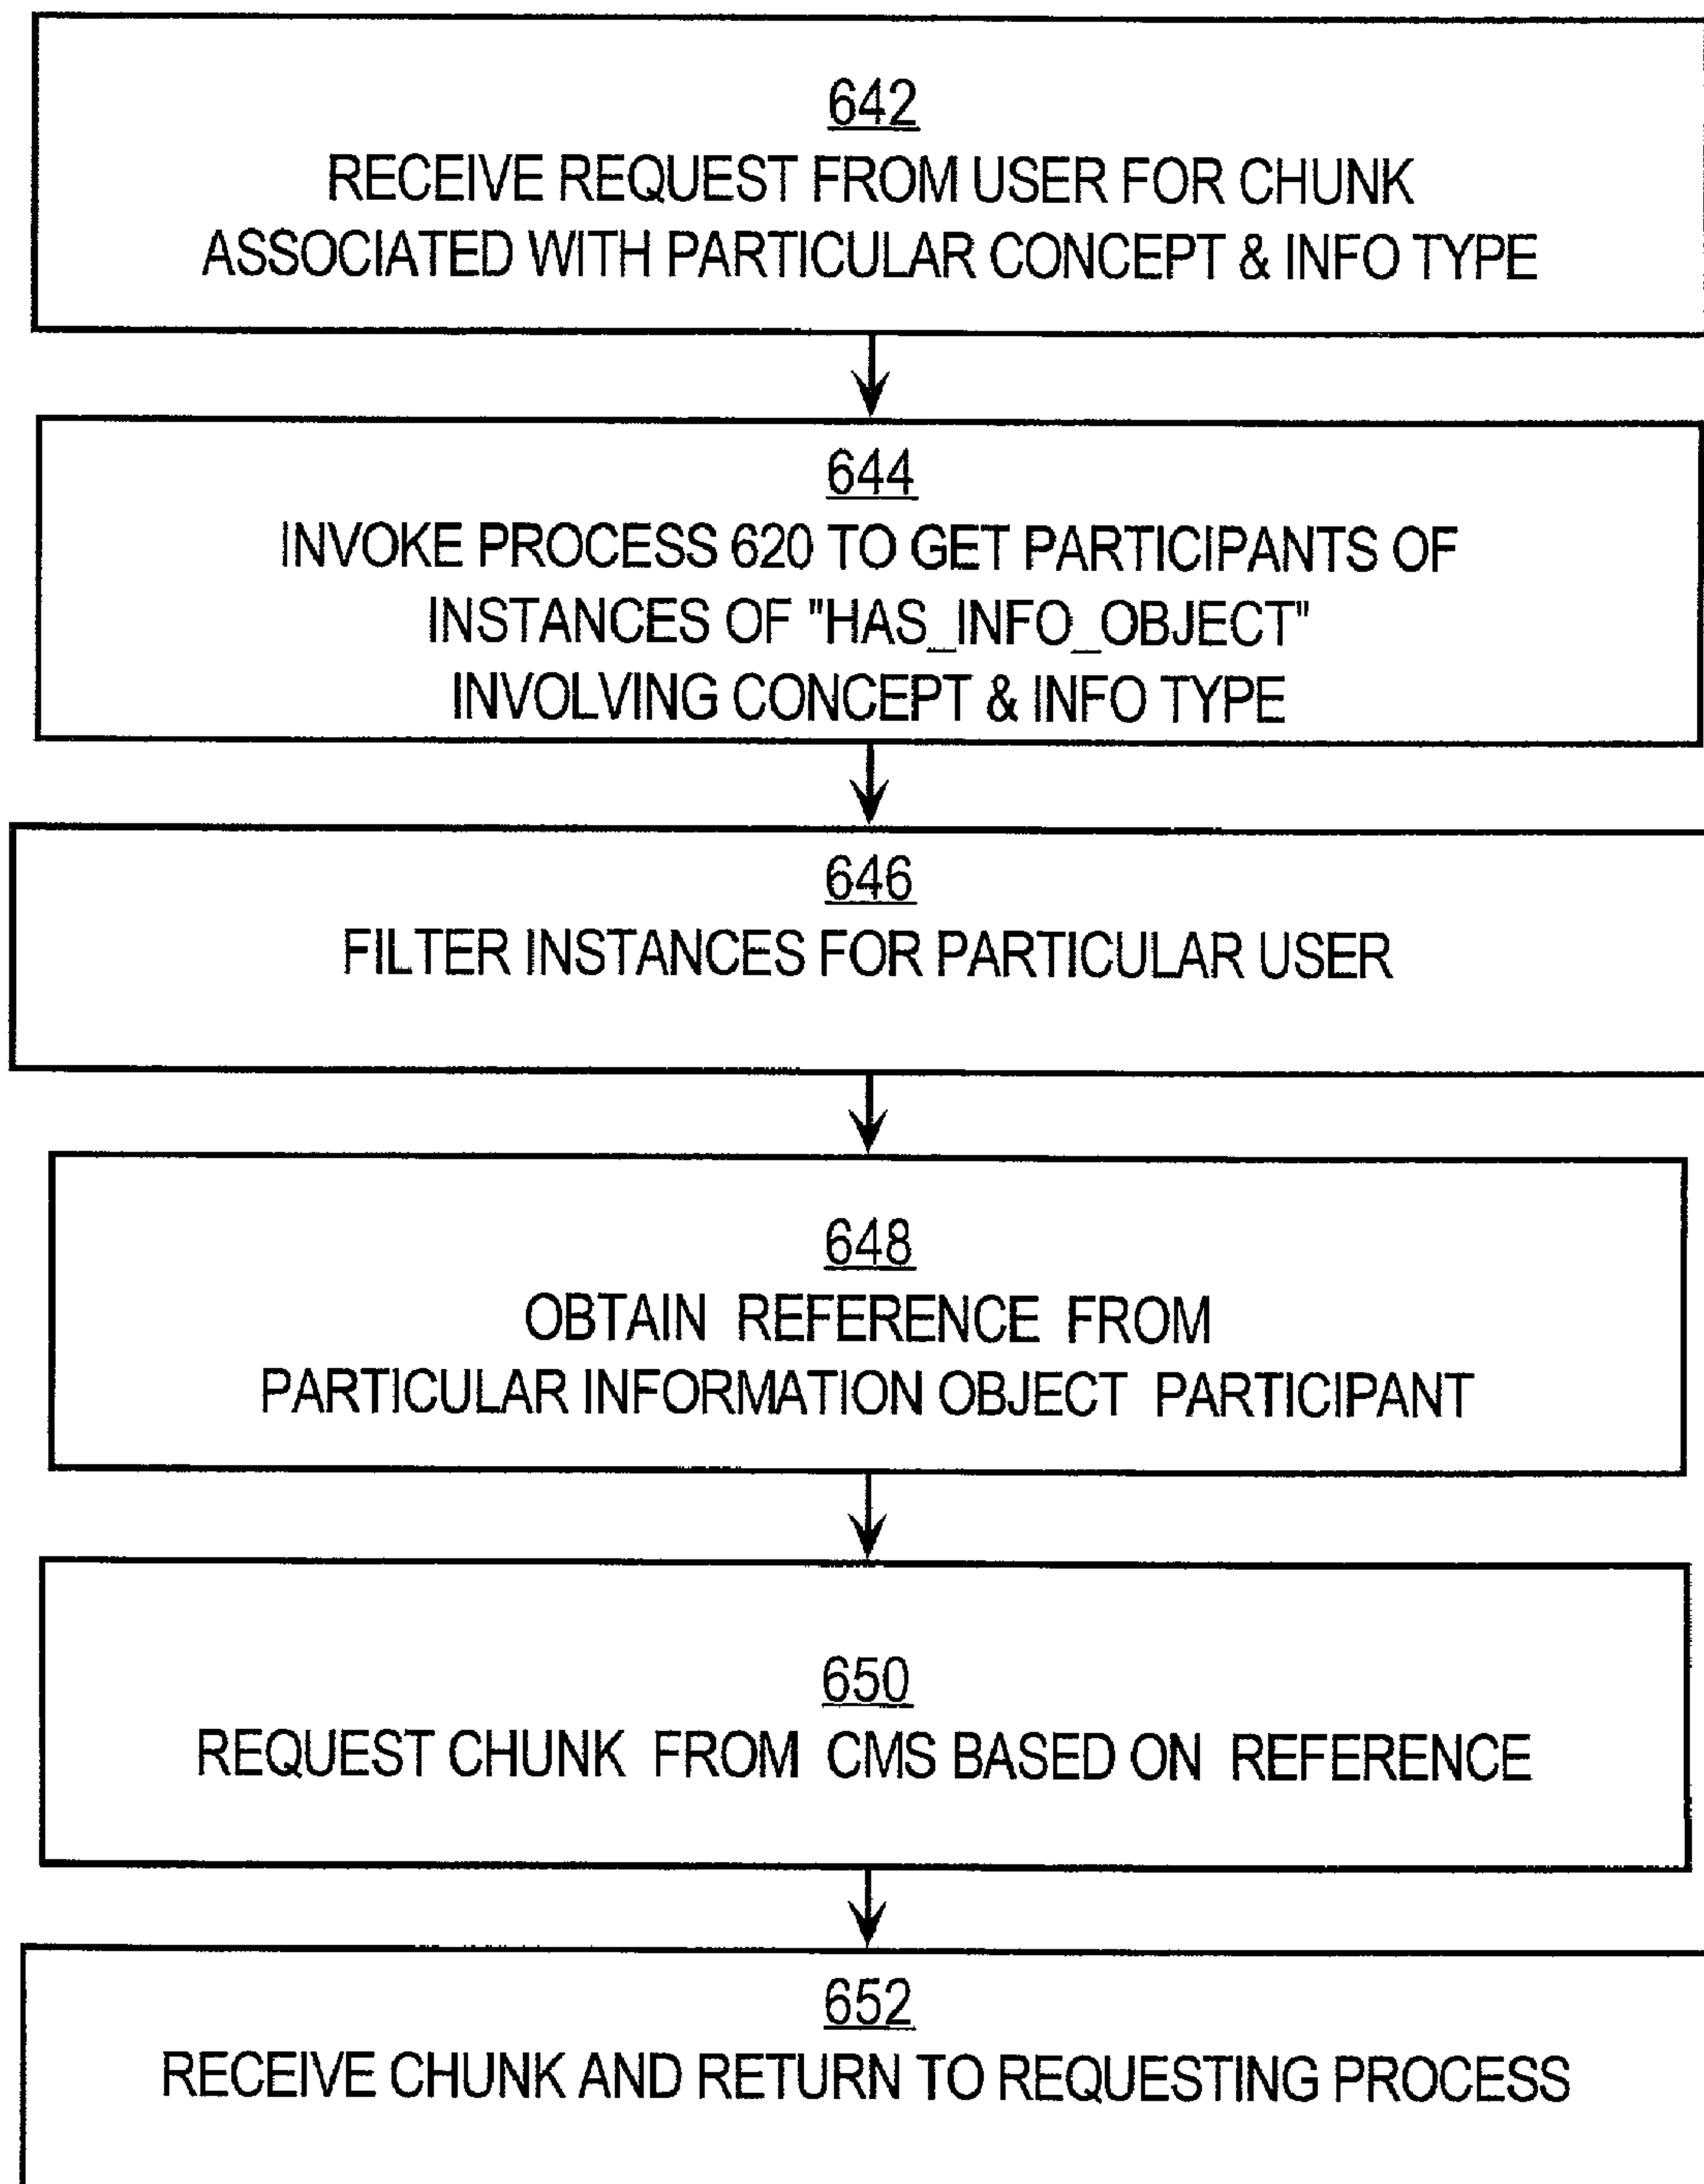 642
RECEIVE REQUEST FROM USER FOR CHUNK
ASSOCIATED WITH PARTICULAR CONCEPT & INFO TYPE
644
INVOKE PROCESS 620 TO GET PARTICIPANTS OF
INSTANCES OF "HAS_INFO_OBJECT"
INVOLVING CONCEPT & INFO TYPE
646
FILTER INSTANCES FOR PARTICULAR USER
648
OBTAIN REFERENCE FROM
PARTICULAR INFORMATION OBJECT PARTICIPANT
650
REQUEST CHUNK FROM CMS BASED ON REFERENCE
652
RECEIVE CHUNK AND RETURN TO REQUESTING PROCESS